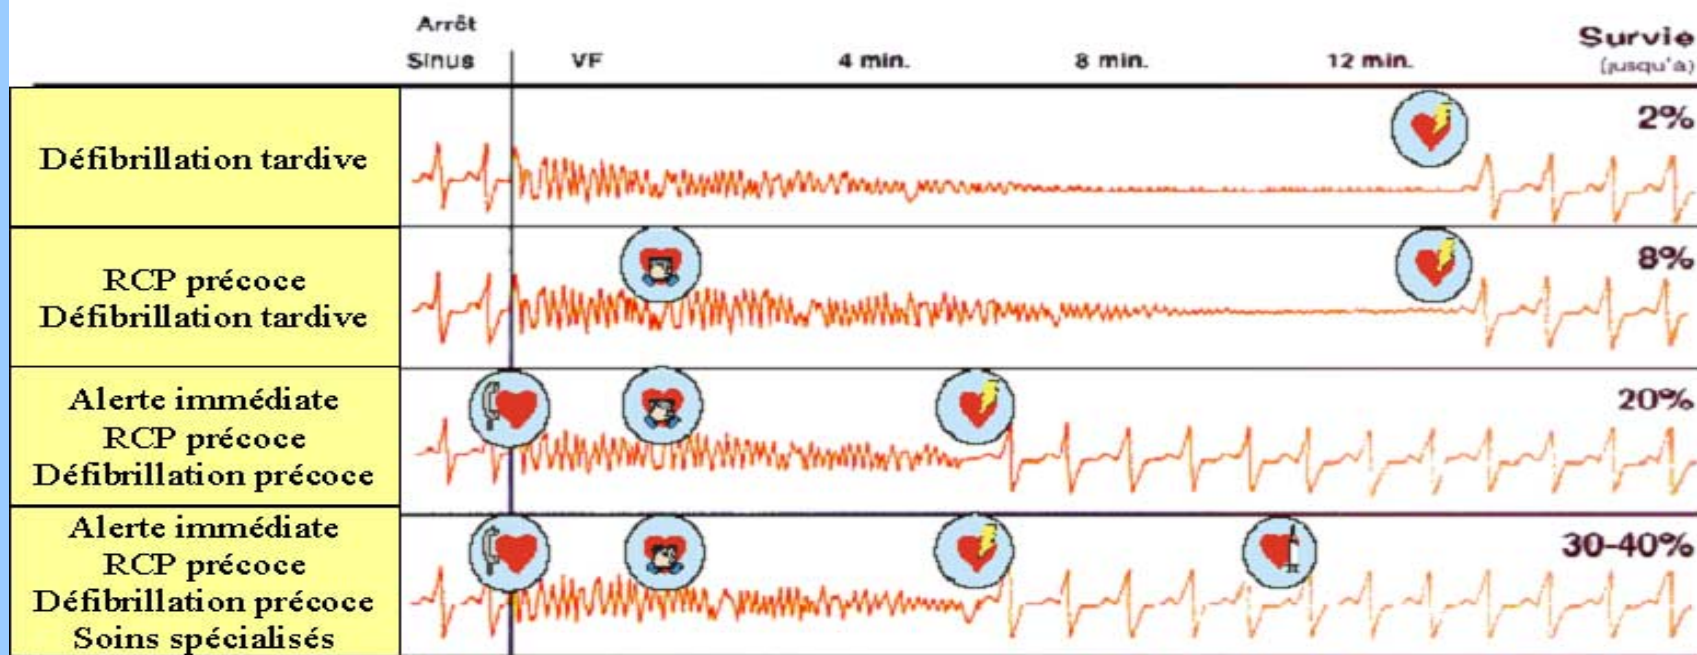 Arrêt
Sinus VF 4 min. 8 min. 12 min. Survie
(jusqu'à)
Défibrillation tardive 2%
RCP précoce
Défibrillation tardive 8%
Alerte immédiate
RCP précoce
Défibrillation précoce 20%
Alerte immédiate
RCP précoce
Défibrillation précoce
Soins spécialisés 30-40%